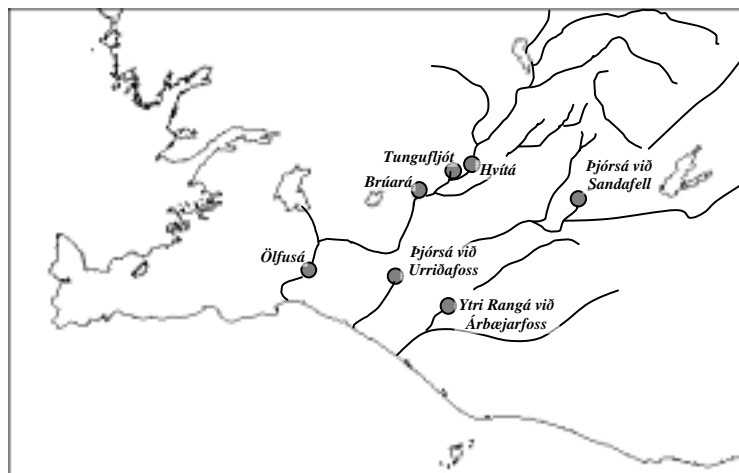 Tungufljót
Hvítá
Brúará
Þjórsá við
Sandafell
Ölfusá
Þjórsá við
Urriðafoss
Ytri Rangá við
Árbæjarfoss